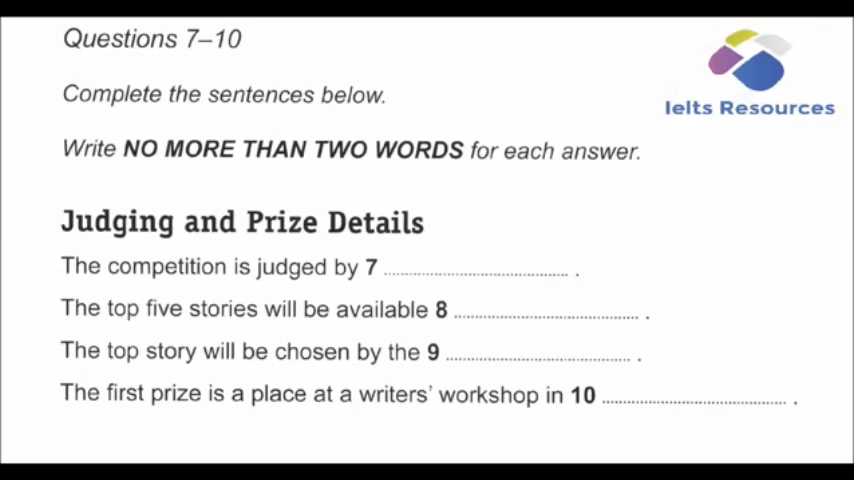 Questions 7–10
Ielts Resources
Complete the sentences below.
Write NO MORE THAN TWO WORDS for each answer.
Judging and Prize Details
The competition is judged by 7 .................................................. .
The top five stories will be available 8 .................................................. .
The top story will be chosen by the 9 .................................................. .
The first prize is a place at a writers' workshop in 10 .................................................. .